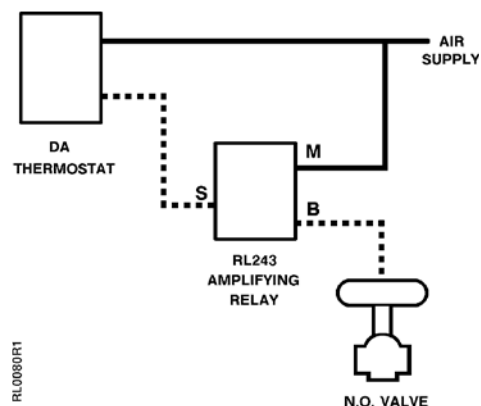 AIR
SUPPLY
DA
THERMOSTAT
M
S
B
RL243
AMPLIFYING
RELAY
RL0080R1
N.O. VALVE